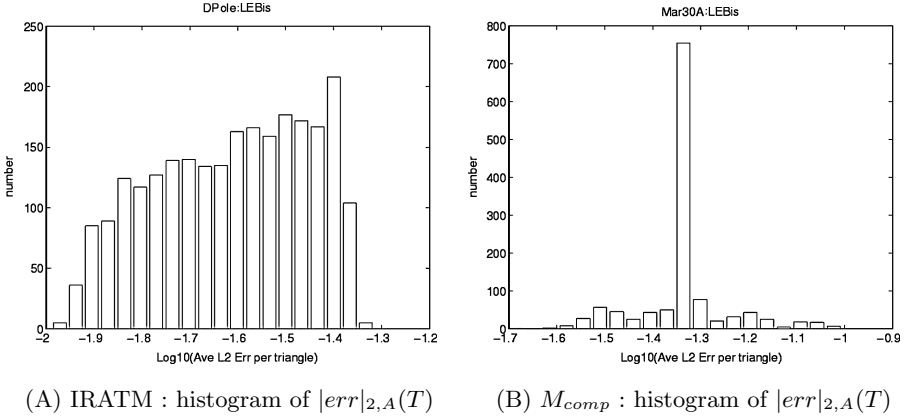 DPole:LEBis
250
200
150
100
50
0
number
−2 −1.9 −1.8 −1.7 −1.6 −1.5 −1.4 −1.3 −1.2
Log10(Ave L2 Err per triangle)
(A) IRATM : histogram of |err|_{2,A}(T)
Mar30A:LEBis
800
700
600
500
400
300
200
100
0
number
−1.7 −1.6 −1.5 −1.4 −1.3 −1.2 −1.1 −1 −0.9
Log10(Ave L2 Err per triangle)
(B) M_{comp} : histogram of |err|_{2,A}(T)